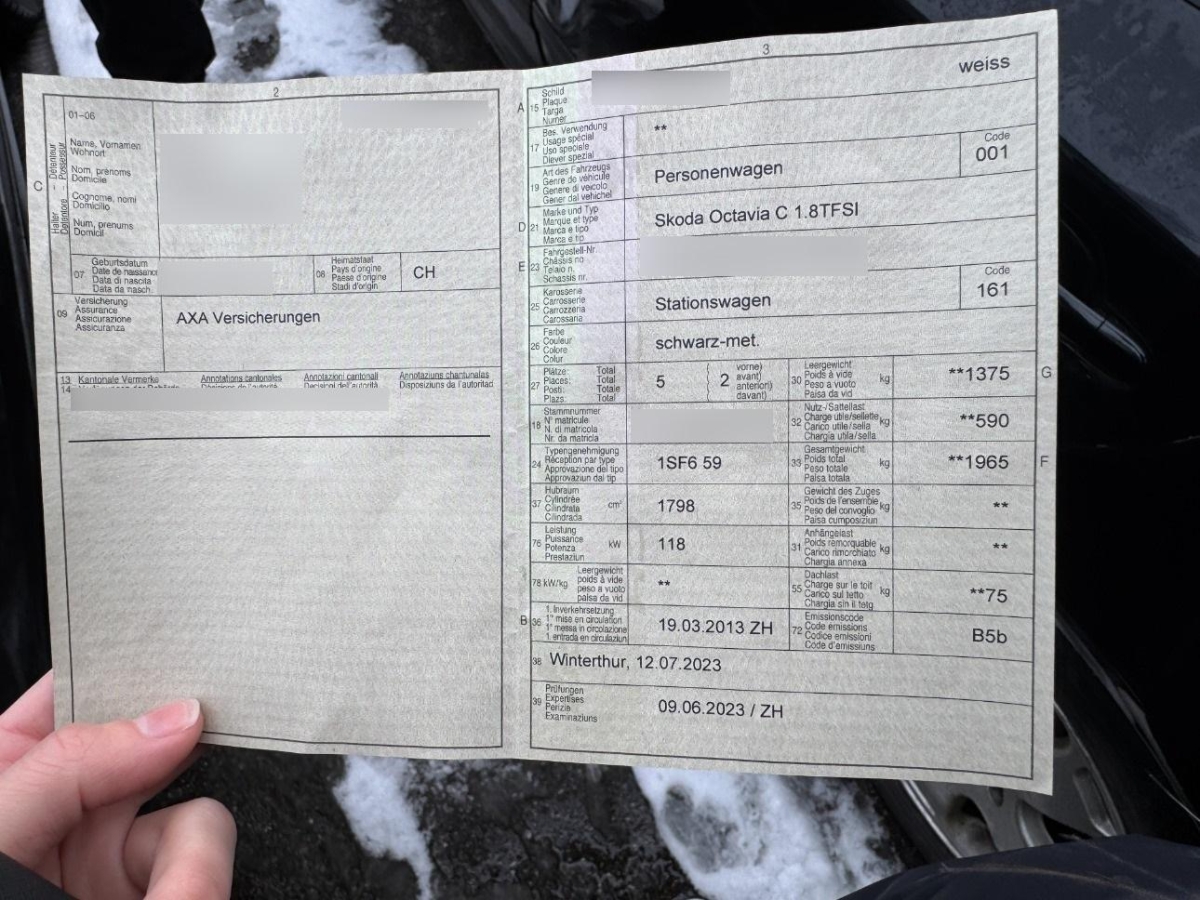 2
01-06
C
Halter - Détenteur
Detentore - Possessur
Name, Vornamen
Wohnort
Nom, prénoms
Domicile
Cognome, nomi
Domicilio
Num, prenums
Domicil
07
Geburtsdatum
Date de naissance
Data di nascita
Data da nasch.
08
Heimatstaat
Pays d'origine
Paese d'origine
Stadi d'origin
CH
09
Versicherung
Assurance
Assicurazione
Assicuranza
AXA Versicherungen
13 Kantonale Vermerke
Annotations cantonales
Annotazioni cantonali
Annotaziuns chantunales
14
Disposiziuns da l'autoritad
3
A 15
Schild
Plaque
Targa
Numer
weiss
17
Bes. Verwendung
Usage spécial
Uso speciale
Diever spezial
**
19
Art des Fahrzeugs
Genre de véhicule
Genere di veicolo
Gener dal vehichel
Personenwagen
Code
001
D 21
Marke und Typ
Marque et type
Marca e tipo
Marca e tip
Skoda Octavia C 1.8TFSI
E 23
Fahrgestell-Nr.
Châssis no
Telaio n.
Schassis nr.
25
Karosserie
Carrosserie
Carrozzeria
Carossaria
Stationswagen
Code
161
26
Farbe
Couleur
Colore
Colur
schwarz-met.
27
Plätze: Total
Places: Total
Posti: Totale
Plazs: Total
5
2
vorne)
avant)
anteriori)
davant)
30
Leergewicht
Poids à vide
Peso a vuoto
Paisa da vid
kg
**1375
G
18
Stammnummer
N° matricule
N. di matricola
Nr. da matricla
32
Nutz-/Sattellast
Charge utile/sellette
Carico utile/sella
Chargia utila/sella
kg
**590
24
Typengenehmigung
Réception par type
Approvazione del tipo
Approvaziun dal tip
1SF6 59
33
Gesamtgewicht
Poids total
Peso totale
Paisa totala
kg
**1965
F
37
Hubraum
Cylindrée
Cilindrata
Cilindrada
cm³
1798
35
Gewicht des Zuges
Poids de l'ensemble
Peso del convoglio
Paisa cumposiziun
kg
**
76
Leistung
Puissance
Potenza
Prestaziun
kW
118
31
Anhängelast
Poids remorquable
Carico rimorchiato
Chargia annexa
kg
**
78 kW/kg
Leergewicht
poids à vide
peso a vuoto
paisa da vid
**
55
Dachlast
Charge sur le toit
Carico sul tetto
Chargia sin il tetg
kg
**75
B 36
1. Inverkehrsetzung
1re mise en circulation
1a messa in circolazione
1. entrada en circulaziun
19.03.2013 ZH
72
Emissionscode
Code émissions
Codice emissioni
Code d'emissiuns
B5b
38 Winterthur, 12.07.2023
39
Prüfungen
Expertises
Perizie
Examinaziuns
09.06.2023 / ZH